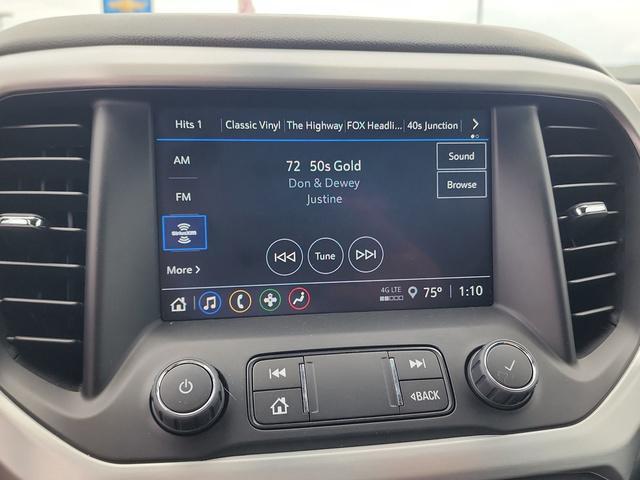 Hits 1 Classic Vinyl The Highway FOX Headli... 40s Junction
AM
72 50s Gold
Sound
Don & Dewey
Browse
FM
Justine
SiriusXM
Tune
More
4G LTE
75° 1:10
BACK